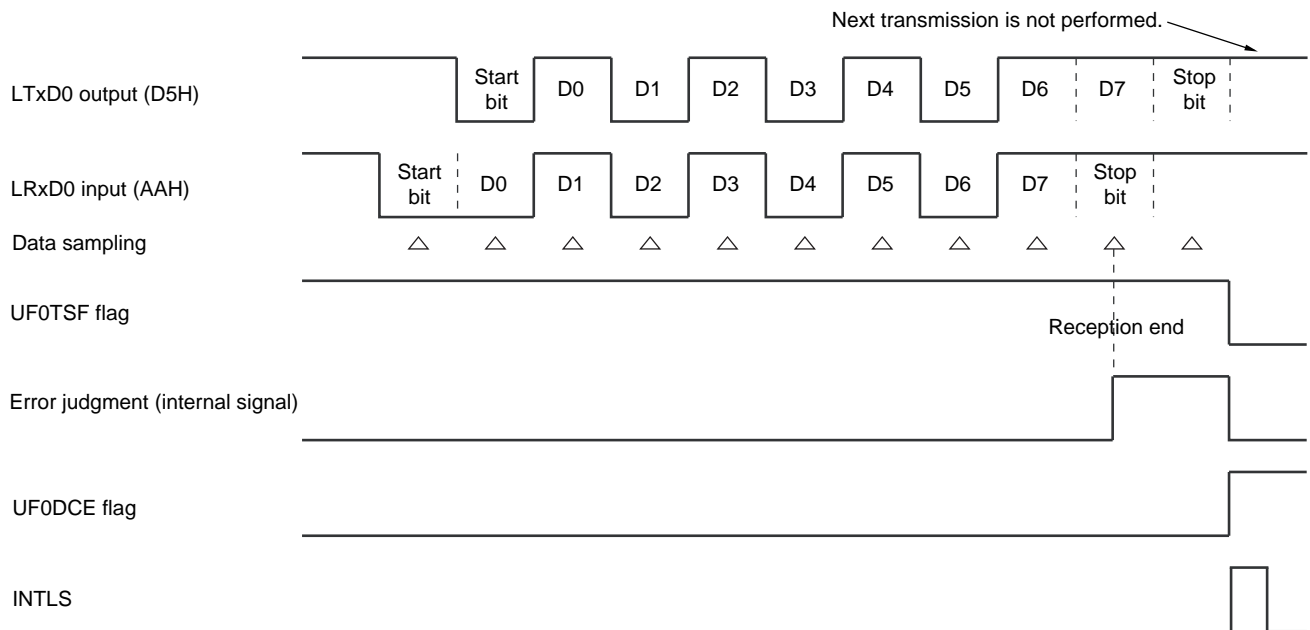 Next transmission is not performed.
LTxD0 output (D5H)
Start bit D0 D1 D2 D3 D4 D5 D6 D7 Stop bit
LRxD0 input (AAH)
Start bit D0 D1 D2 D3 D4 D5 D6 D7 Stop bit
Data sampling
UF0TSF flag
Reception end
Error judgment (internal signal)
UF0DCE flag
INTLS